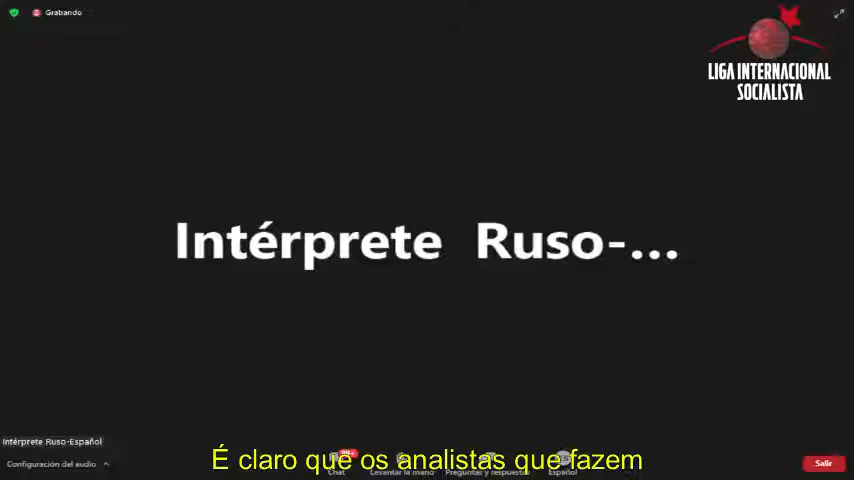 Grabando
LIGA INTERNACIONAL
SOCIALISTA
Intérprete Ruso-...
Intérprete Ruso-Español
Configuración del audio
É claro que os analistas que fazem
99+
Chat
Levantar la mano
Preguntas y respuestas
Español
Salir